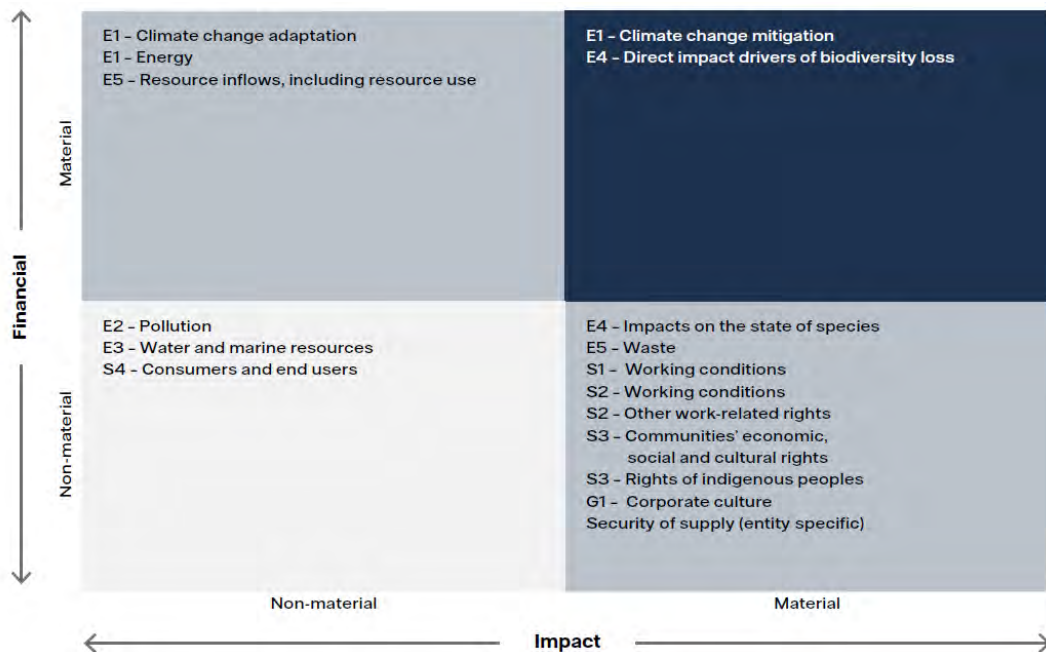 E1 – Climate change adaptation
E1 – Energy
E5 – Resource inflows, including resource use
E1 – Climate change mitigation
E4 – Direct impact drivers of biodiversity loss
Material
Financial
E2 – Pollution
E3 – Water and marine resources
S4 – Consumers and end users
E4 – Impacts on the state of species
E5 – Waste
S1 – Working conditions
S2 – Working conditions
S2 – Other work-related rights
S3 – Communities’ economic,
social and cultural rights
S3 – Rights of indigenous peoples
G1 – Corporate culture
Security of supply (entity specific)
Non-material
Non-material
Material
Impact